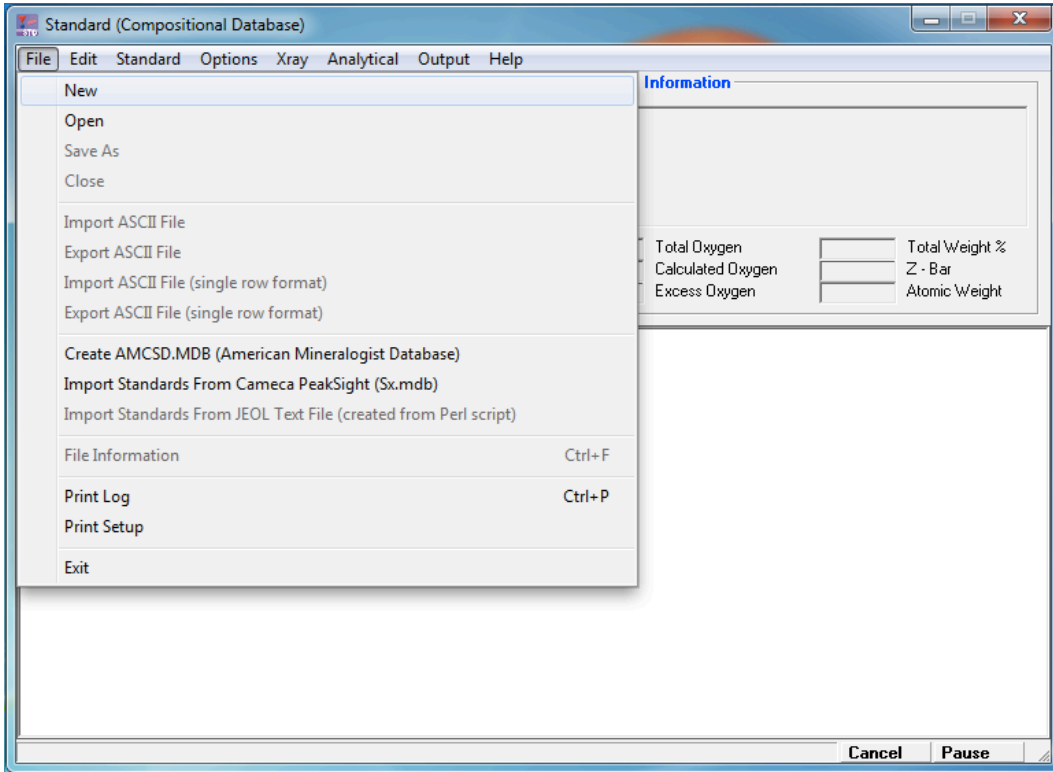 Standard (Compositional Database)
File Edit Standard Options Xray Analytical Output Help
New
Open
Save As
Close
Import ASCII File
Export ASCII File
Import ASCII File (single row format)
Export ASCII File (single row format)
Create AMCSD.MDB (American Mineralogist Database)
Import Standards From Cameca PeakSight (Sx.mdb)
Import Standards From JEOL Text File (created from Perl script)
File Information Ctrl+F
Print Log Ctrl+P
Print Setup
Exit
Information
Total Oxygen Total Weight %
Calculated Oxygen Z - Bar
Excess Oxygen Atomic Weight
Cancel Pause